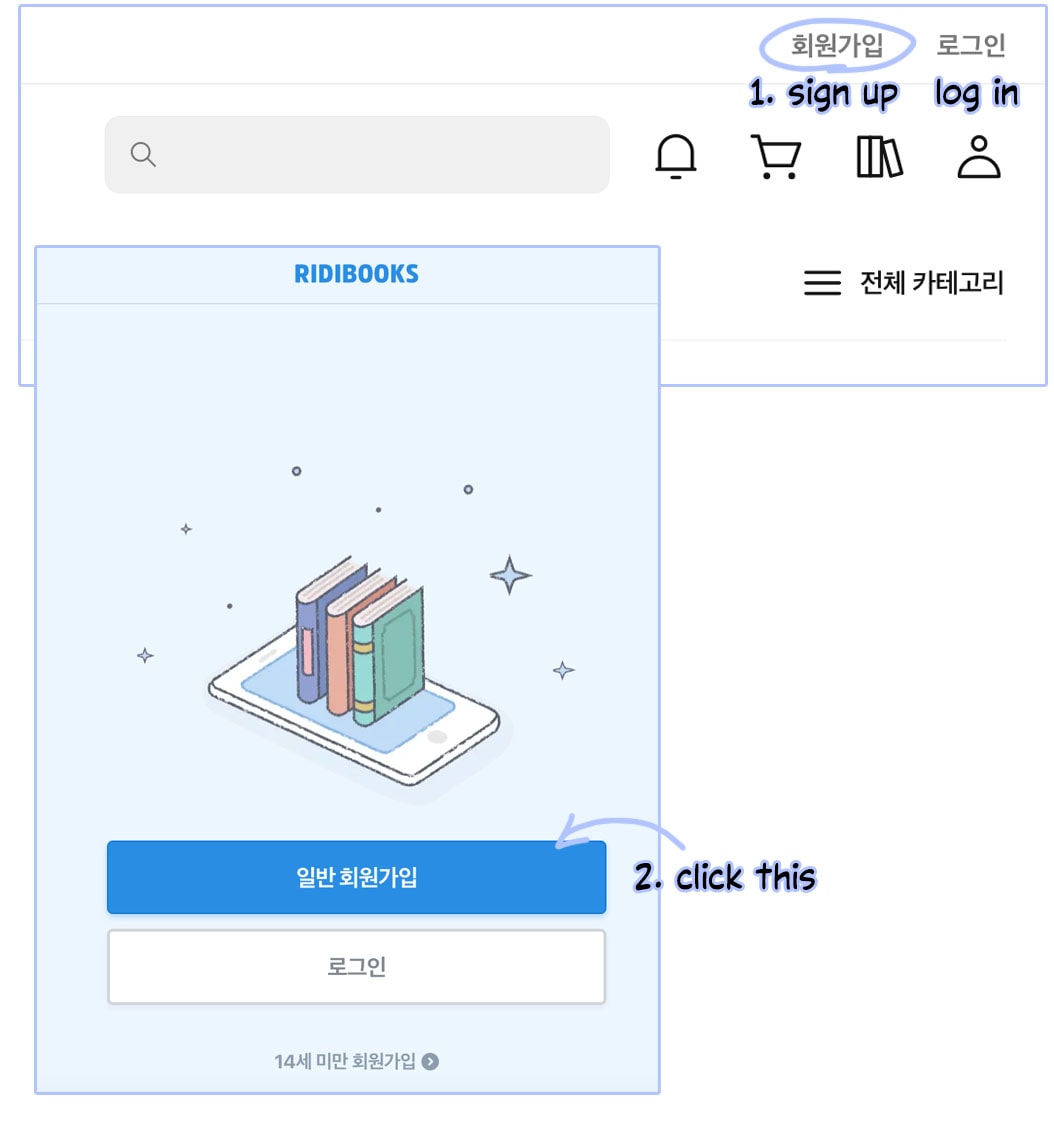 회원가입 로그인
1. sign up log in
전체 카테고리
RIDIBOOKS
일반 회원가입
2. click this
로그인
14세 미만 회원가입